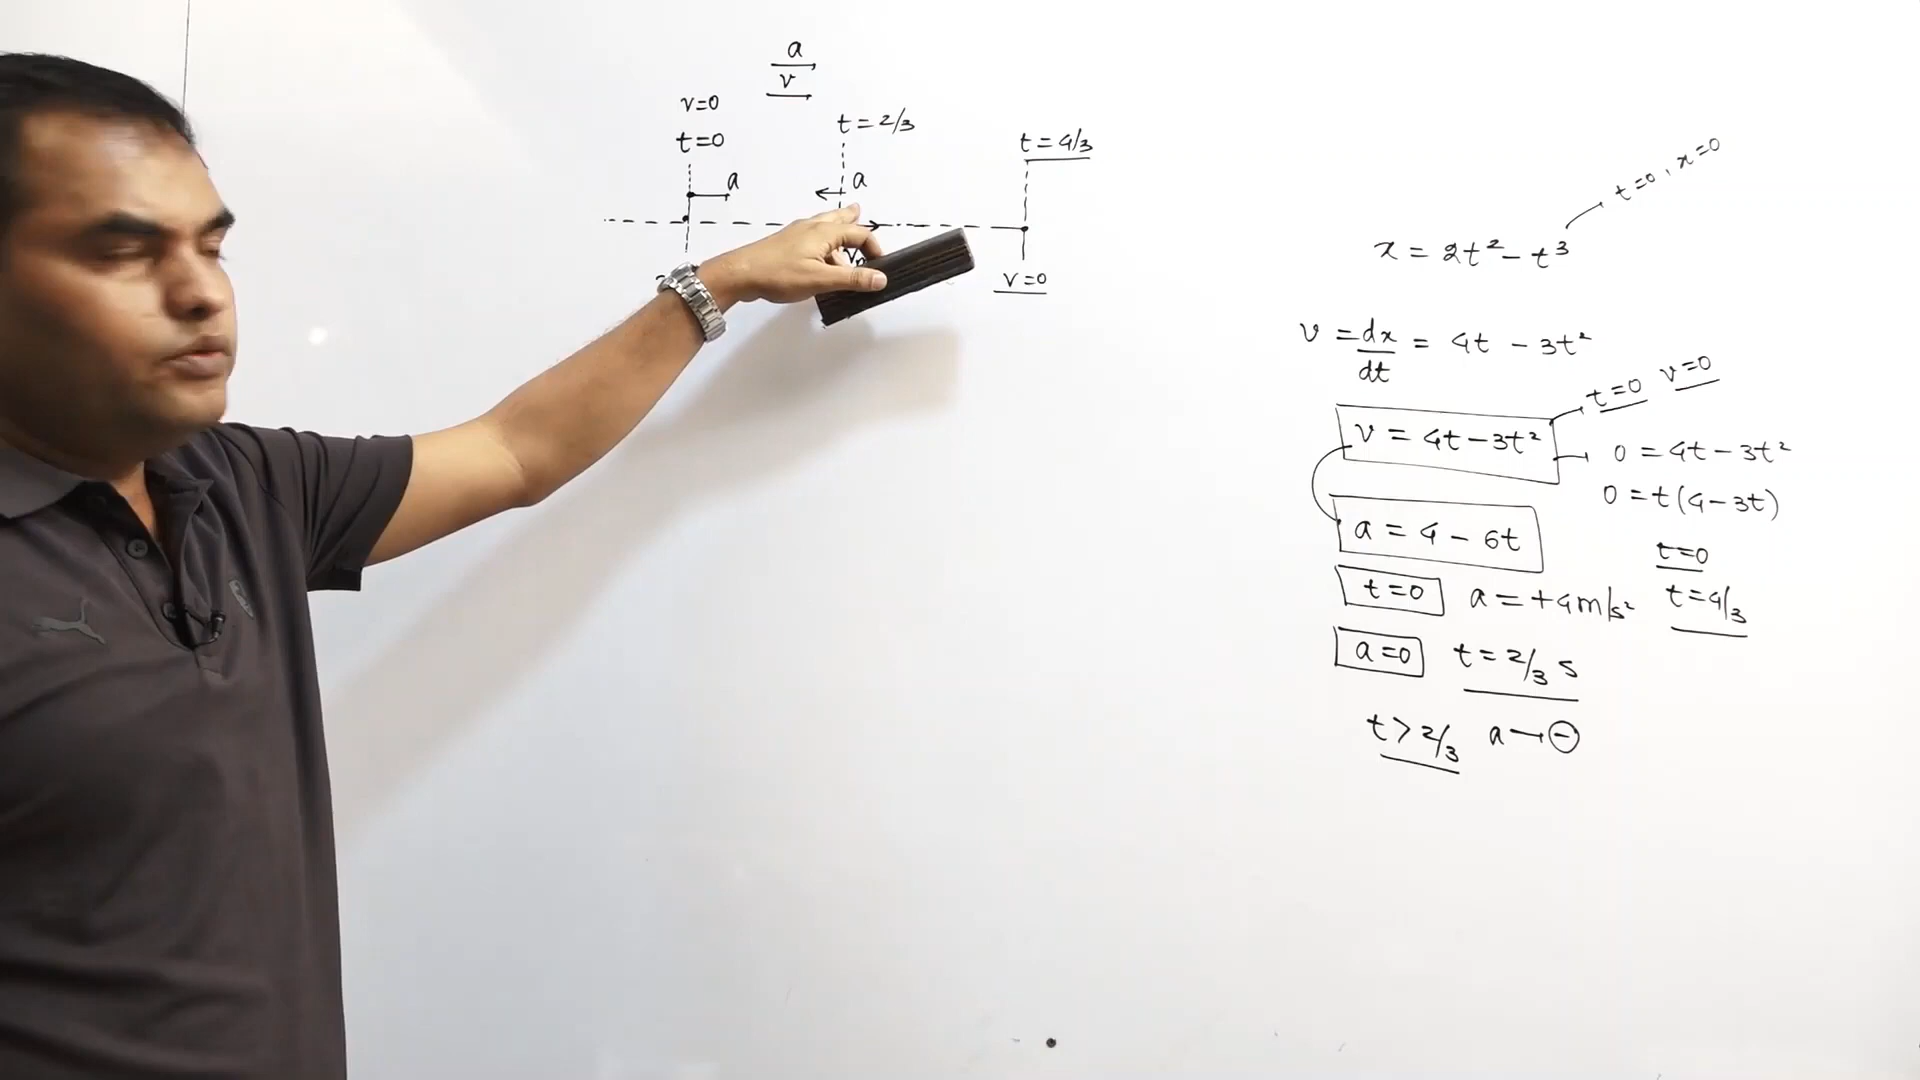 a
v
v=0
t=0
t=2/3
t=4/3
a
a
v=0
t=0, x=0
x = 2t² - t³
v = dx/dt = 4t - 3t²
t=0 v=0
v = 4t - 3t²
0 = 4t - 3t²
0 = t(4-3t)
a = 4 - 6t
t=0
t=0 a = +4m/s²
t=4/3
a=0 t = 2/3 s
t > 2/3 a → ⊖